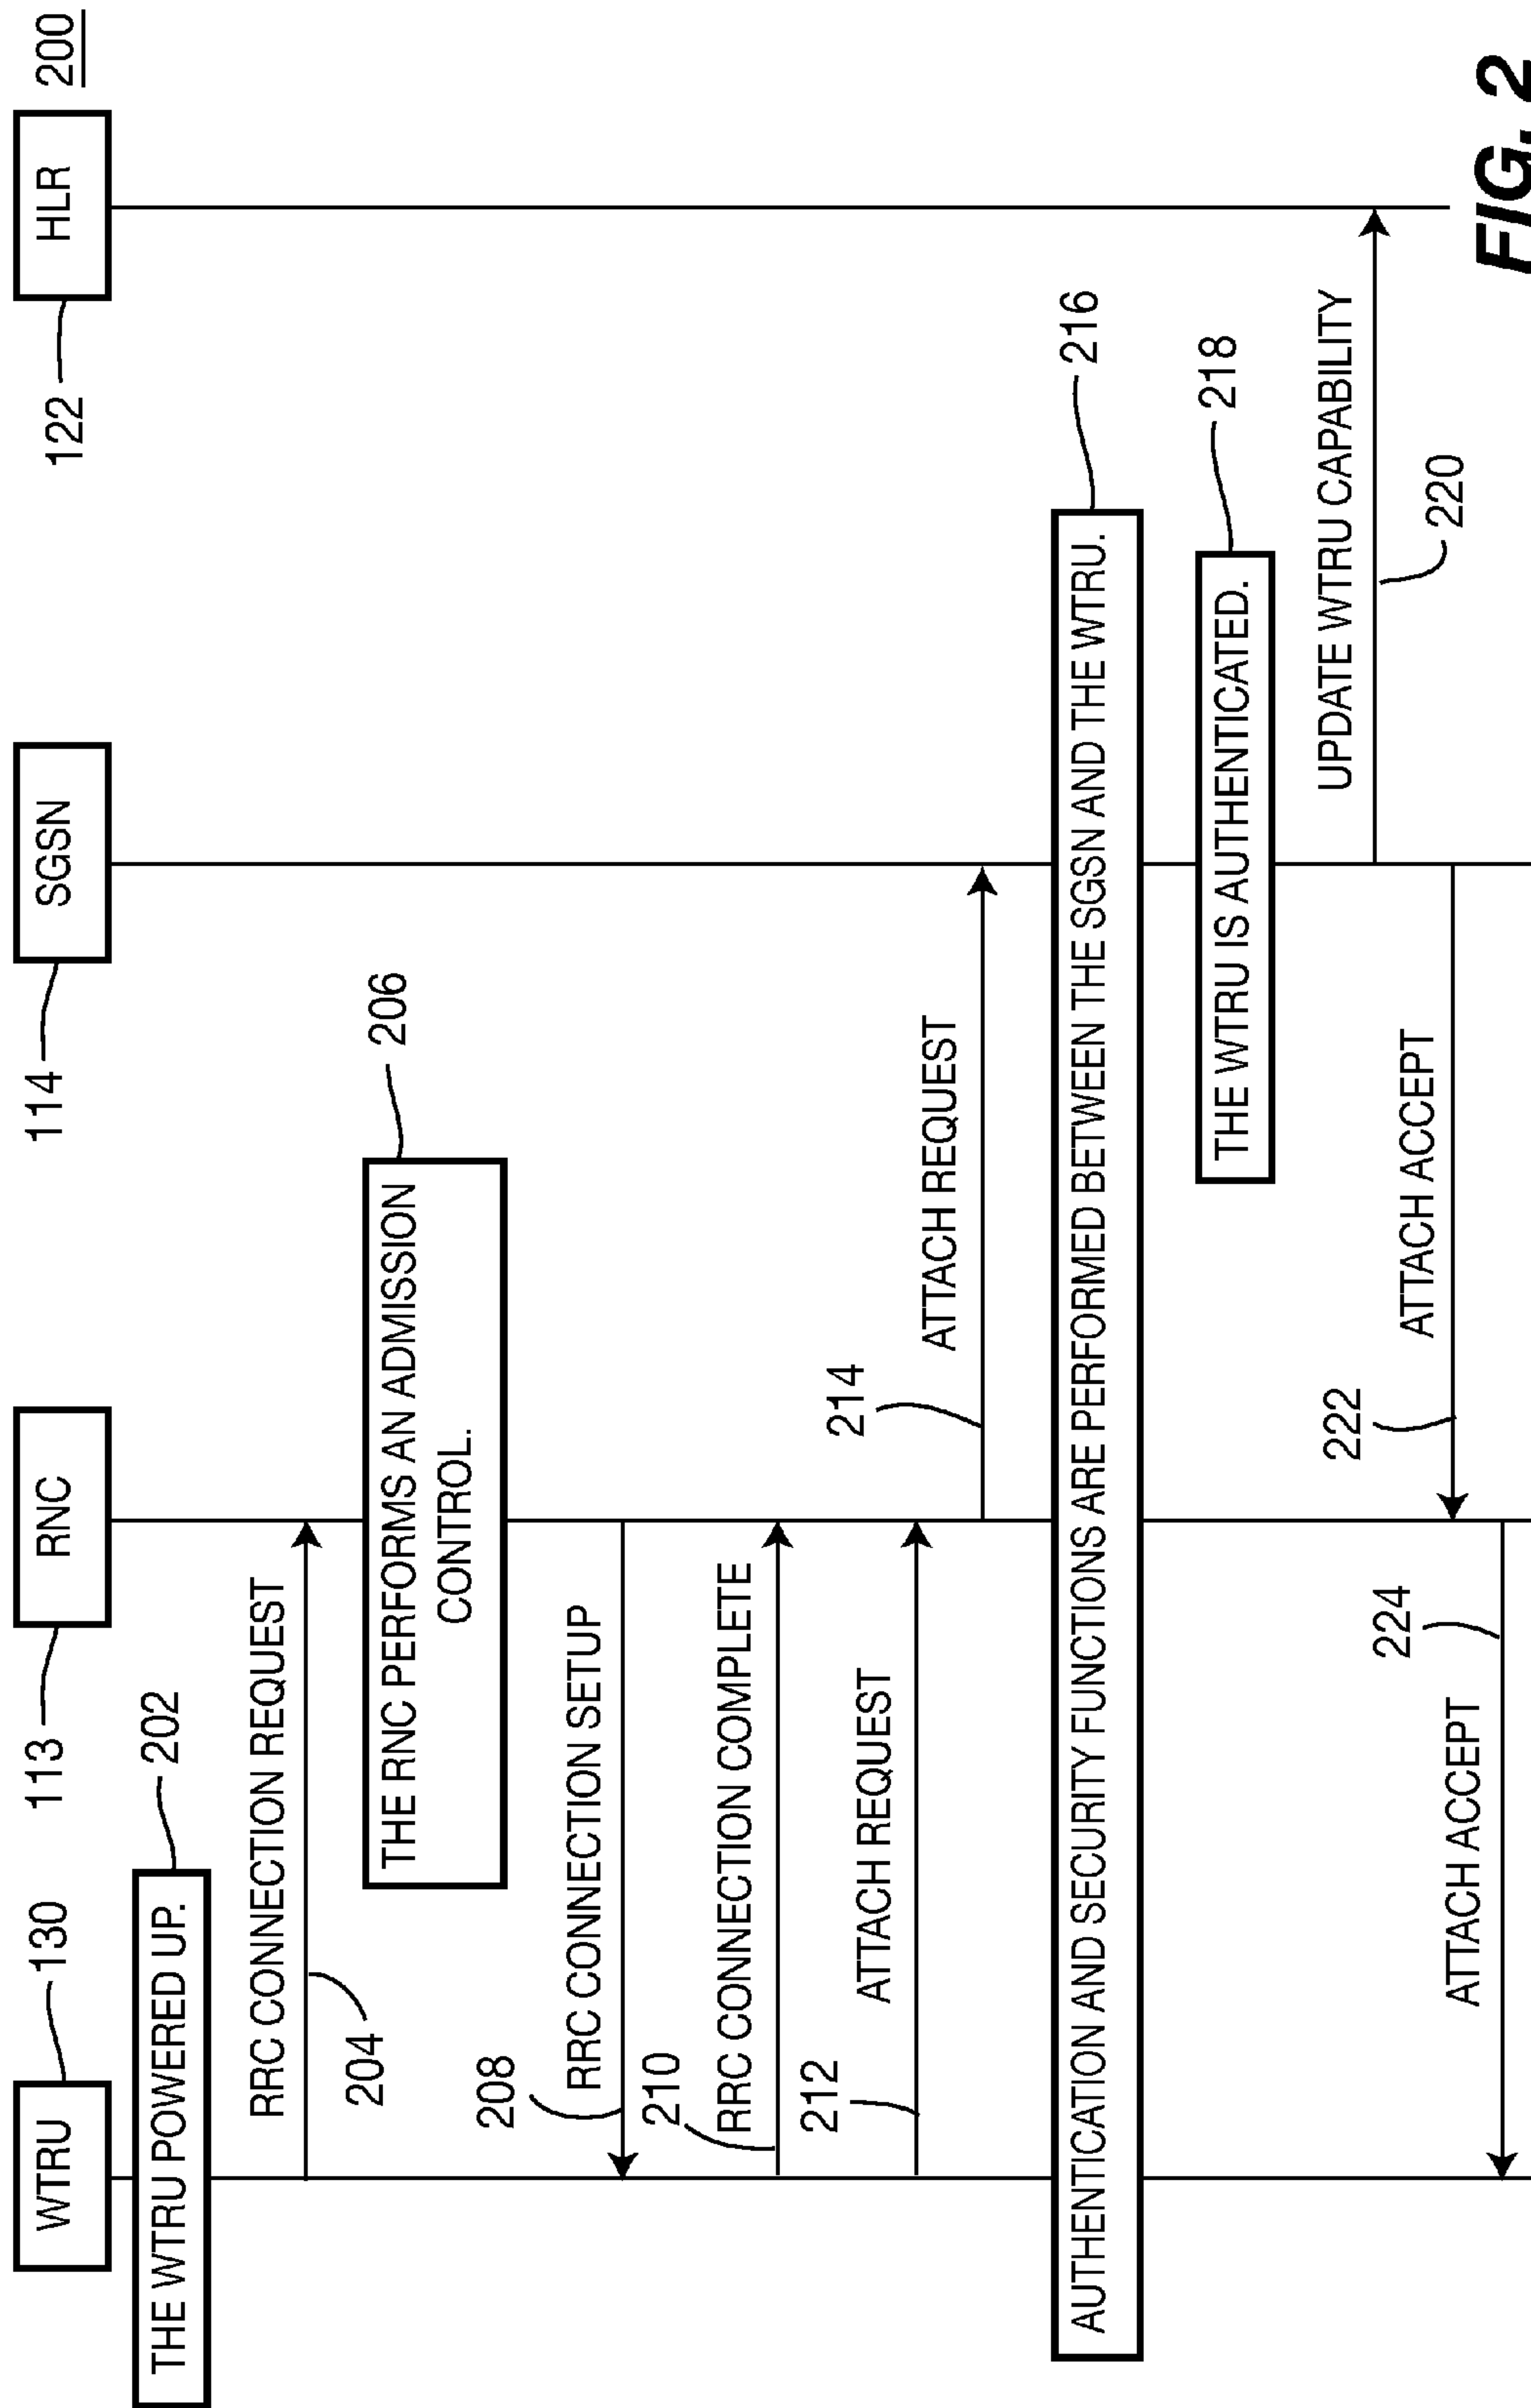 200
WTRU
RNC
SGSN
HLR
130
113
114
122
THE WTRU POWERED UP.
202
RRC CONNECTION REQUEST
204
THE RNC PERFORMS AN ADMISSION
CONTROL.
206
RRC CONNECTION SETUP
208
RRC CONNECTION COMPLETE
210
ATTACH REQUEST
212
ATTACH REQUEST
214
AUTHENTICATION AND SECURITY FUNCTIONS ARE PERFORMED BETWEEN THE SGSN AND THE WTRU.
216
THE WTRU IS AUTHENTICATED.
218
UPDATE WTRU CAPABILITY
220
ATTACH ACCEPT
222
ATTACH ACCEPT
224
FIG. 2